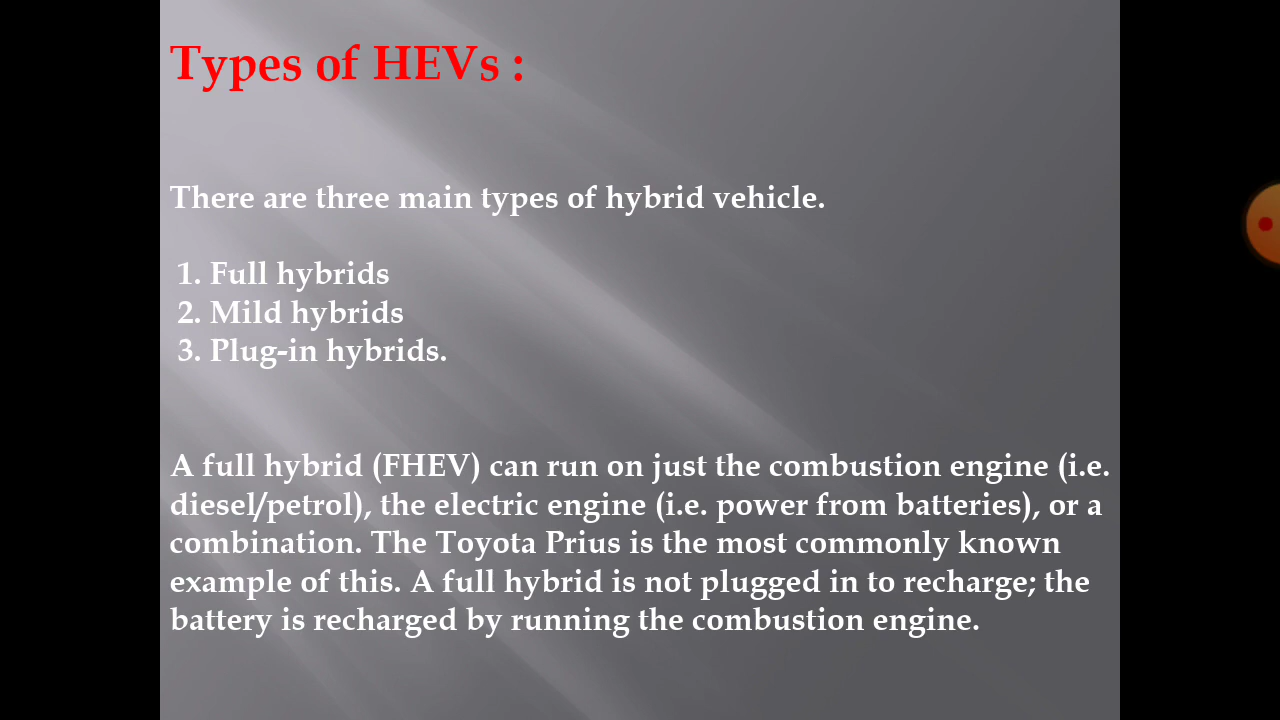 Types of HEVs :
There are three main types of hybrid vehicle.
1. Full hybrids
2. Mild hybrids
3. Plug-in hybrids.
A full hybrid (FHEV) can run on just the combustion engine (i.e.
diesel/petrol), the electric engine (i.e. power from batteries), or a
combination. The Toyota Prius is the most commonly known
example of this. A full hybrid is not plugged in to recharge; the
battery is recharged by running the combustion engine.